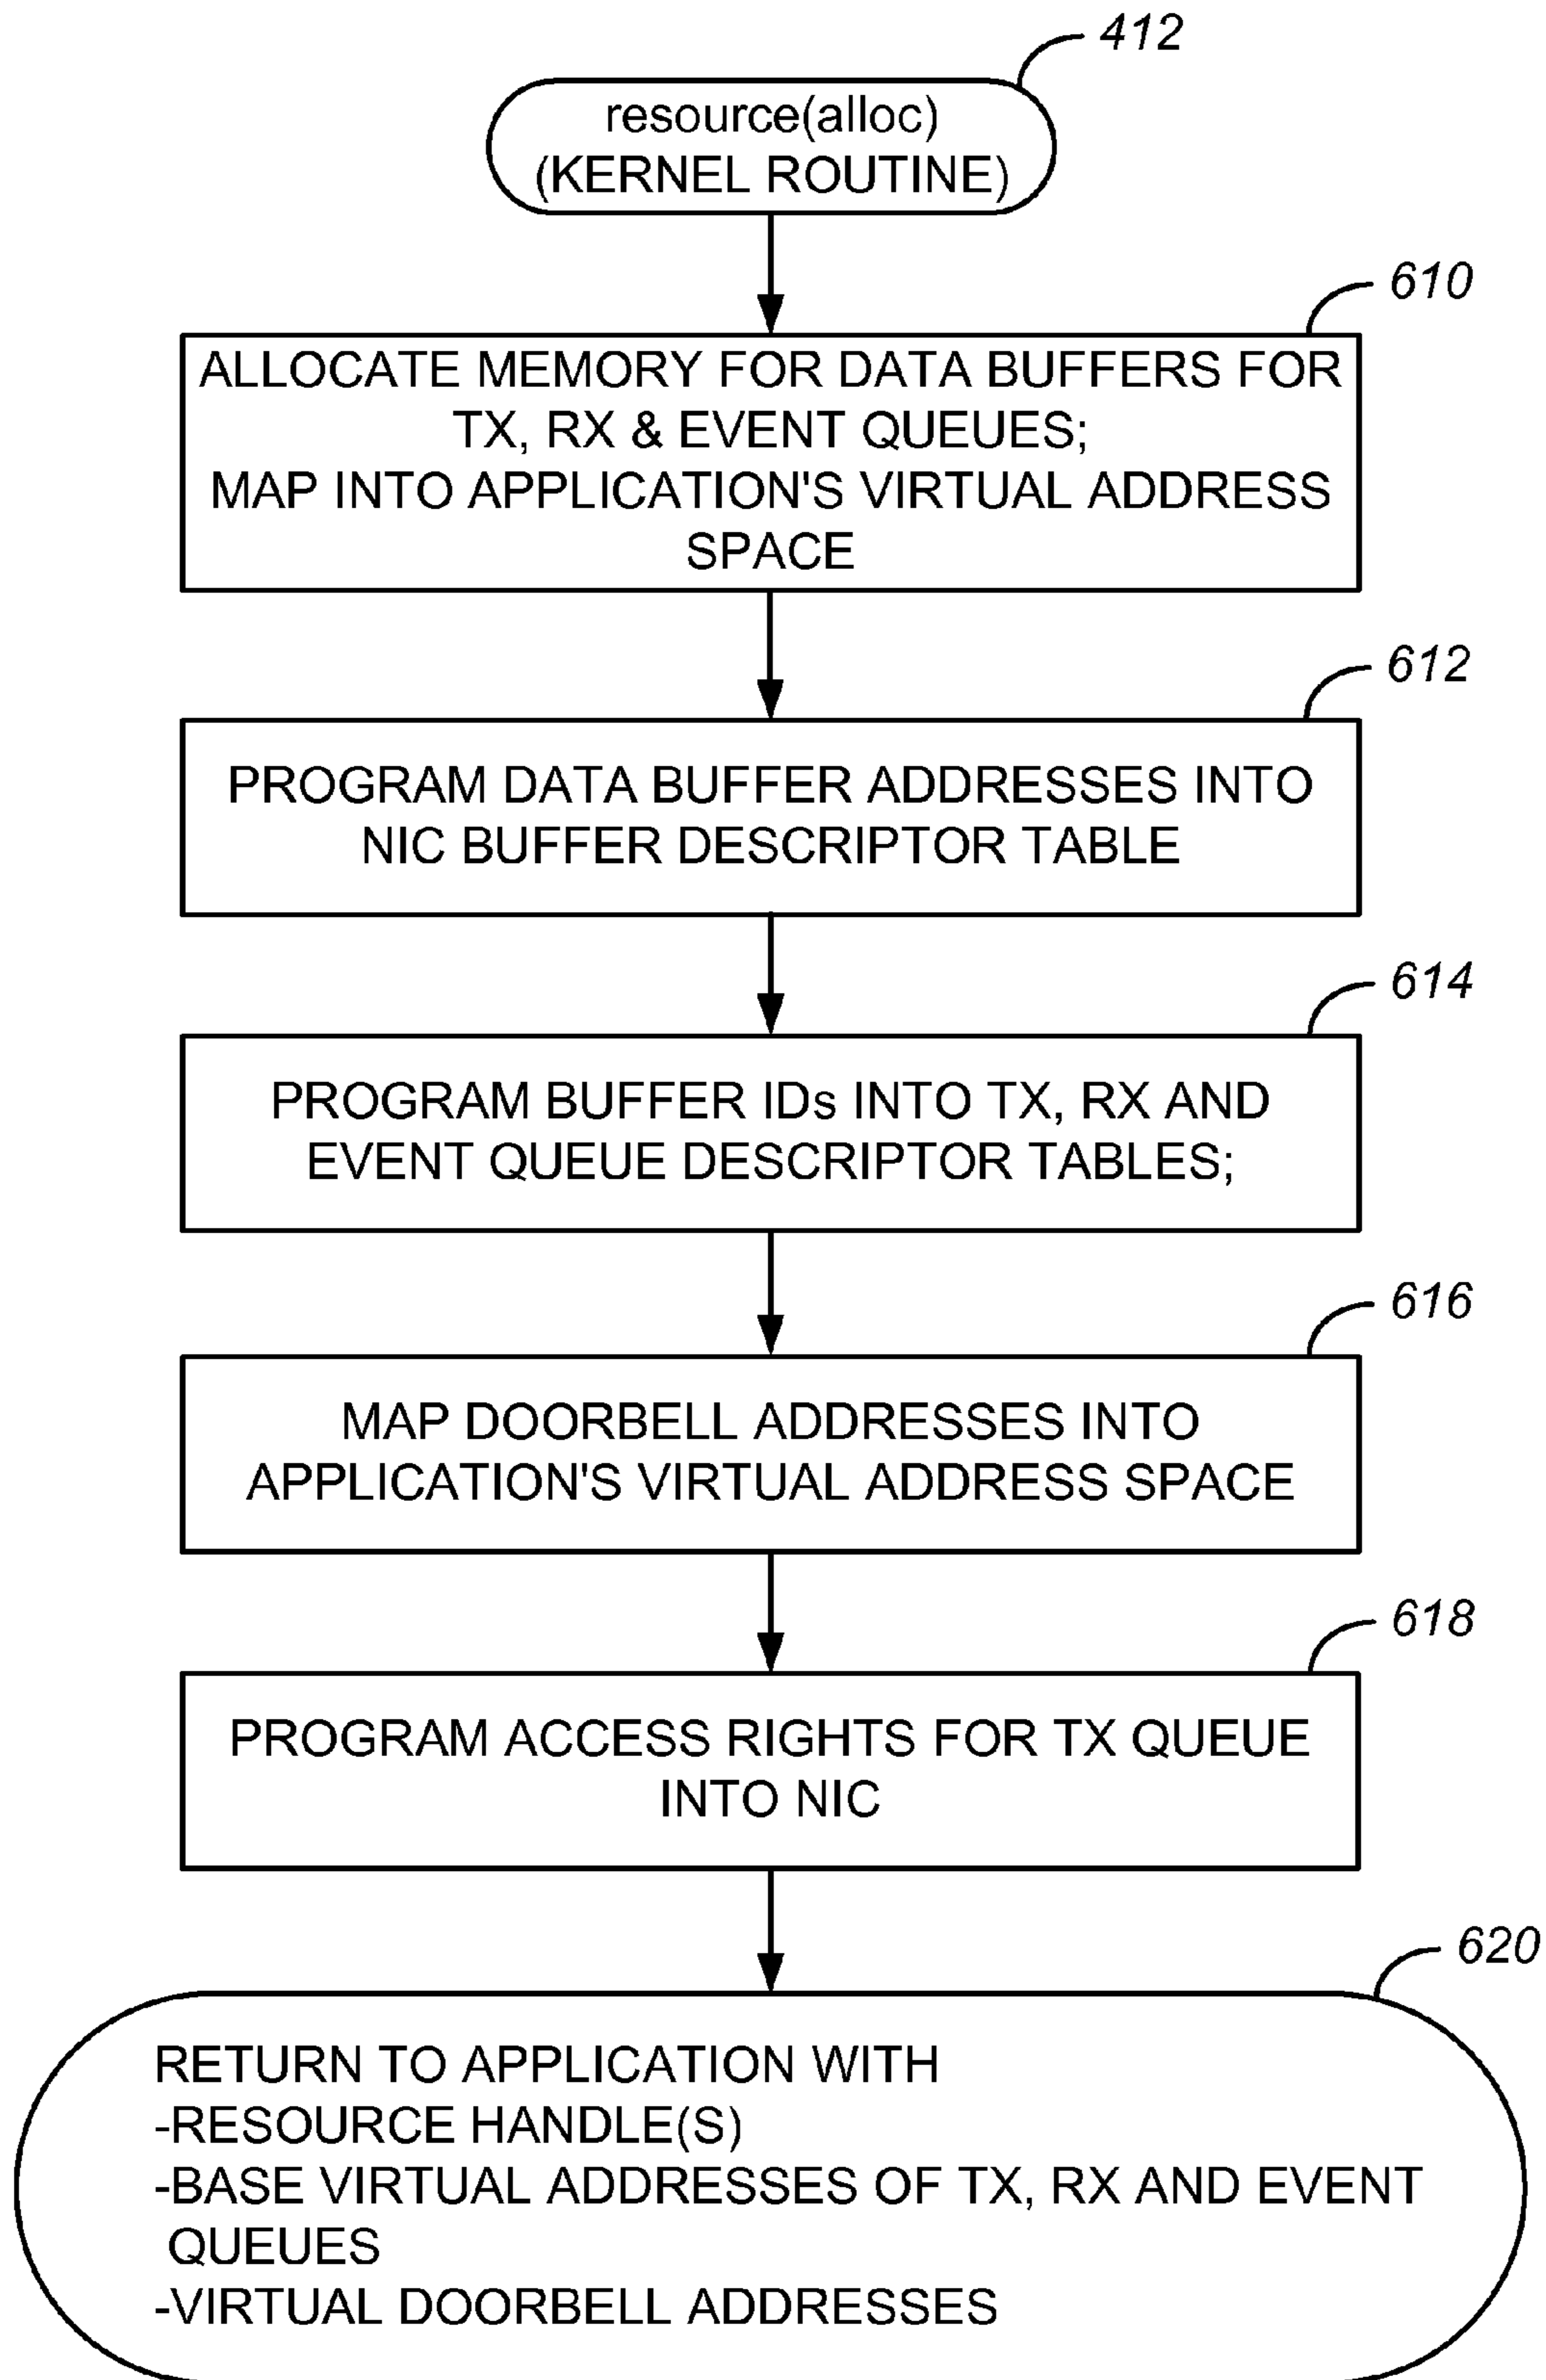 412
resource(alloc)
(KERNEL ROUTINE)
610
ALLOCATE MEMORY FOR DATA BUFFERS FOR
TX, RX & EVENT QUEUES;
MAP INTO APPLICATION'S VIRTUAL ADDRESS
SPACE
612
PROGRAM DATA BUFFER ADDRESSES INTO
NIC BUFFER DESCRIPTOR TABLE
614
PROGRAM BUFFER IDs INTO TX, RX AND
EVENT QUEUE DESCRIPTOR TABLES;
616
MAP DOORBELL ADDRESSES INTO
APPLICATION'S VIRTUAL ADDRESS SPACE
618
PROGRAM ACCESS RIGHTS FOR TX QUEUE
INTO NIC
620
RETURN TO APPLICATION WITH
-RESOURCE HANDLE(S)
-BASE VIRTUAL ADDRESSES OF TX, RX AND EVENT
QUEUES
-VIRTUAL DOORBELL ADDRESSES